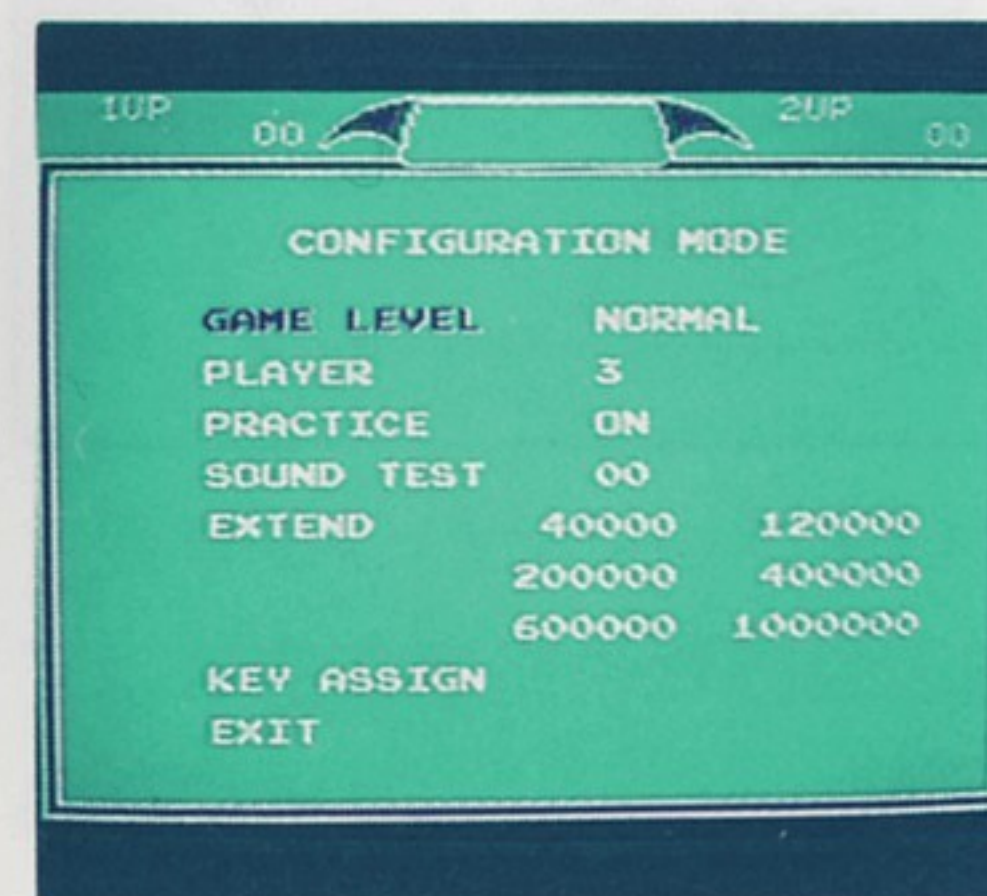 1UP 2UP
00 00
CONFIGURATION MODE
GAME LEVEL NORMAL
PLAYER 3
PRACTICE ON
SOUND TEST 00
EXTEND 40000 120000
200000 400000
600000 1000000
KEY ASSIGN
EXIT